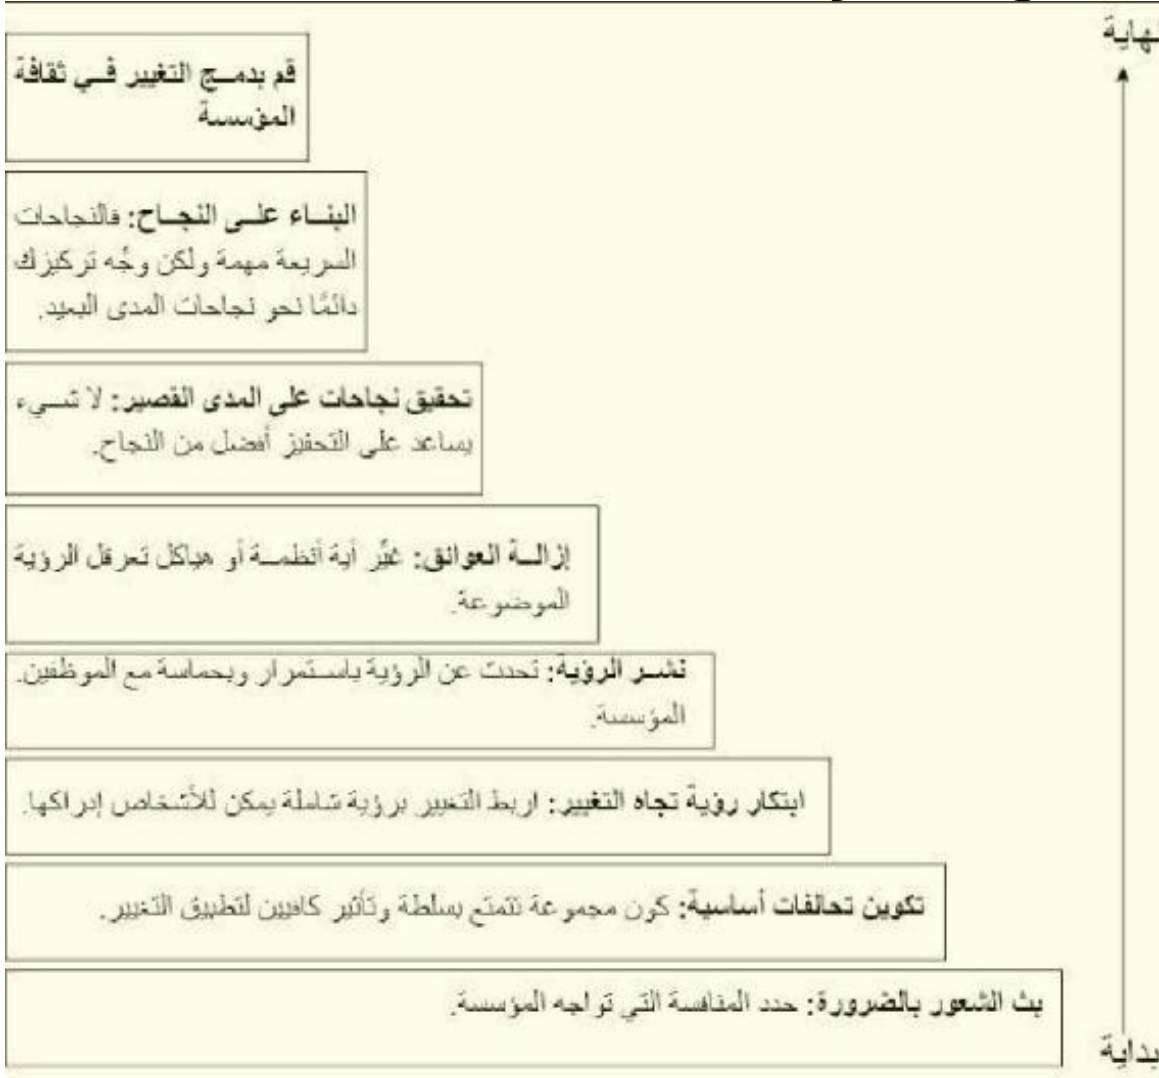 نهاية
قم بدمج التغيير في ثقافة
المؤسسة
البناء على النجاح: فالنجاحات
السريعة مهمة ولكن وجُه تركيزك
دائمًا نحو نجاحات المدى البعيد.
تحقيق نجاحات على المدى القصير: لا شيء
يساعد على التحفيز أفضل من النجاح.
إزالة العوائق: غيُّر أية أنظمة أو هياكل تعرقل الرؤية
الموضوعة.
نشر الرؤية: تحدث عن الرؤية باستمرار وبحماسة مع الموظفين.
المؤسسة.
ابتكار رؤية تجاه التغيير: اربط التغيير برؤية شاملة يمكن للأشخاص إدراكها.
تكوين تحالفات أساسية: كون مجموعة تتمتع بسلطة وتأثير كافيين لتطبيق التغيير.
بث الشعور بالضرورة: حدد المنافسة التي تواجه المؤسسة.
بداية